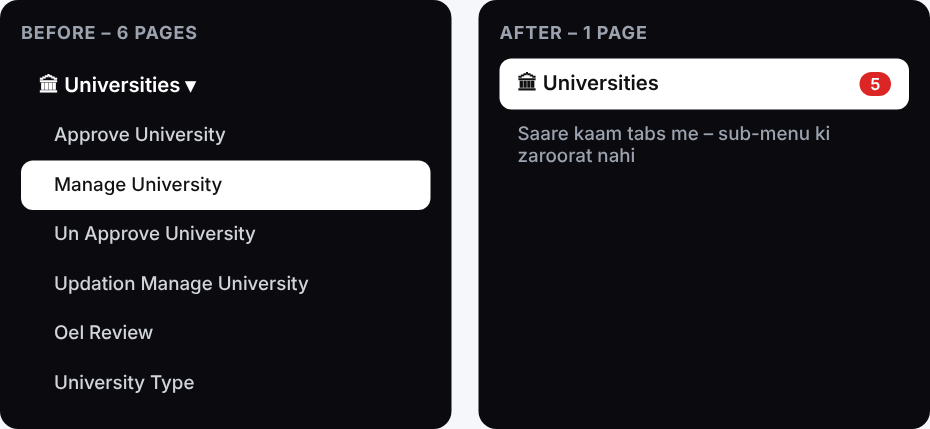 BEFORE – 6 PAGES
🏛 Universities ▾
Approve University
Manage University
Un Approve University
Updation Manage University
Oel Review
University Type
AFTER – 1 PAGE
🏛 Universities 5
Saare kaam tabs me – sub-menu ki
zaroorat nahi